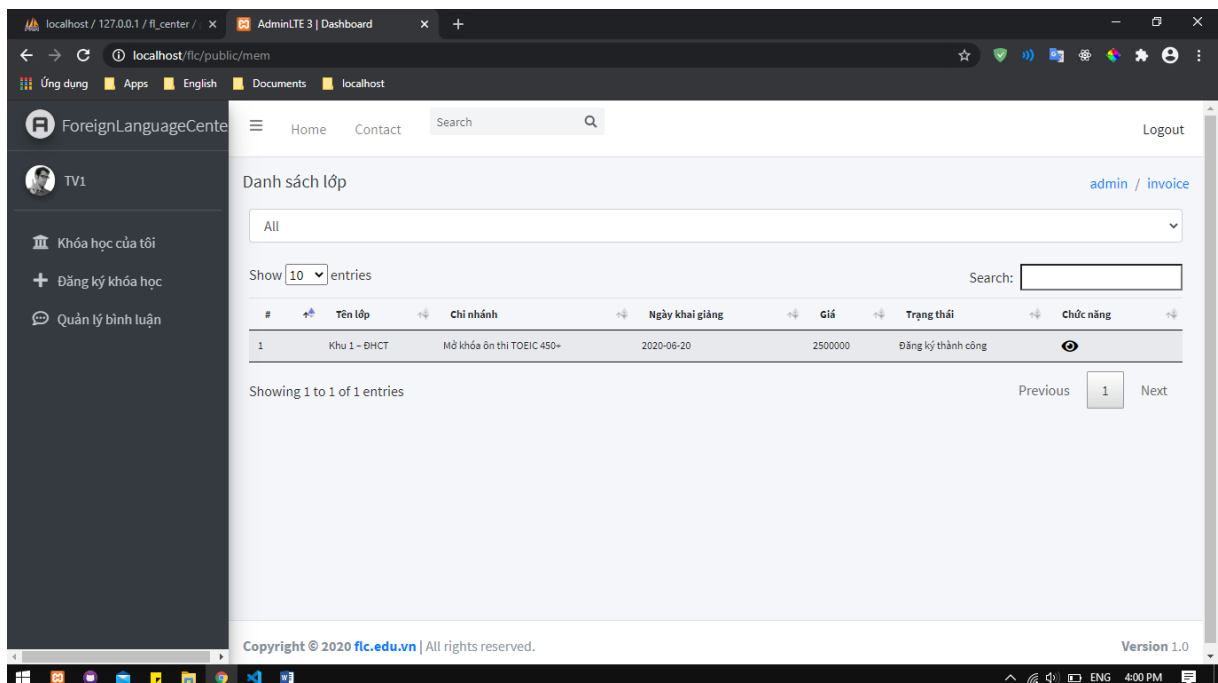 localhost / 127.0.0.1 / fl_center /
AdminLTE 3 | Dashboard
localhost/flc/public/mem
Ứng dụng Apps English Documents localhost
ForeignLanguageCente
Home Contact Search Logout
TV1
Danh sách lớp admin / invoice
All
Khóa học của tôi
Đăng ký khóa học
Quản lý bình luận
Show 10 entries Search:
# Tên lớp Chi nhánh Ngày khai giảng Giá Trạng thái Chức năng
1 Khu 1 – ĐHCT Mở khóa ôn thi TOEIC 450+ 2020-06-20 2500000 Đăng ký thành công
Showing 1 to 1 of 1 entries Previous 1 Next
Copyright © 2020 flc.edu.vn | All rights reserved. Version 1.0
ENG 4:00 PM